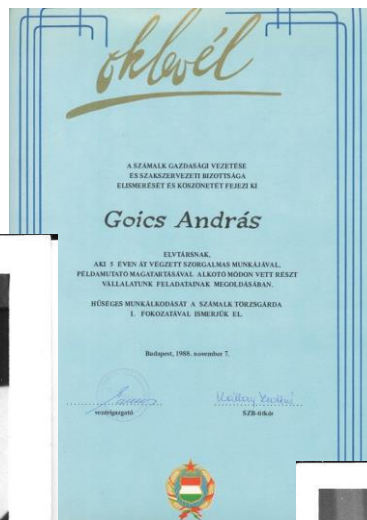 oklevél
A SZÁMALK GAZDASÁGI VEZETÉSE
ÉS SZAKSZERVEZETI BIZOTTSÁGA
ELISMERÉSÉT ÉS KÖSZÖNETÉT FEJEZI KI
Goics András
ELVTÁRSNAK,
AKI 5 ÉVEN ÁT VÉGZETT SZORGALMAS MUNKÁJÁVAL,
PÉLDAMUTATÓ MAGATARTÁSÁVAL ALKOTÓ MÓDON VETT RÉSZT
VÁLLALATUNK FELADATAINAK MEGOLDÁSÁBAN.
HŰSÉGES MUNKÁLKODÁSÁT A SZÁMALK TÖRZSGÁRDA
I. FOKOZATÁVAL ISMERJÜK EL.
Budapest, 1988. november 7.
vezérigazgató
SZB-titkár